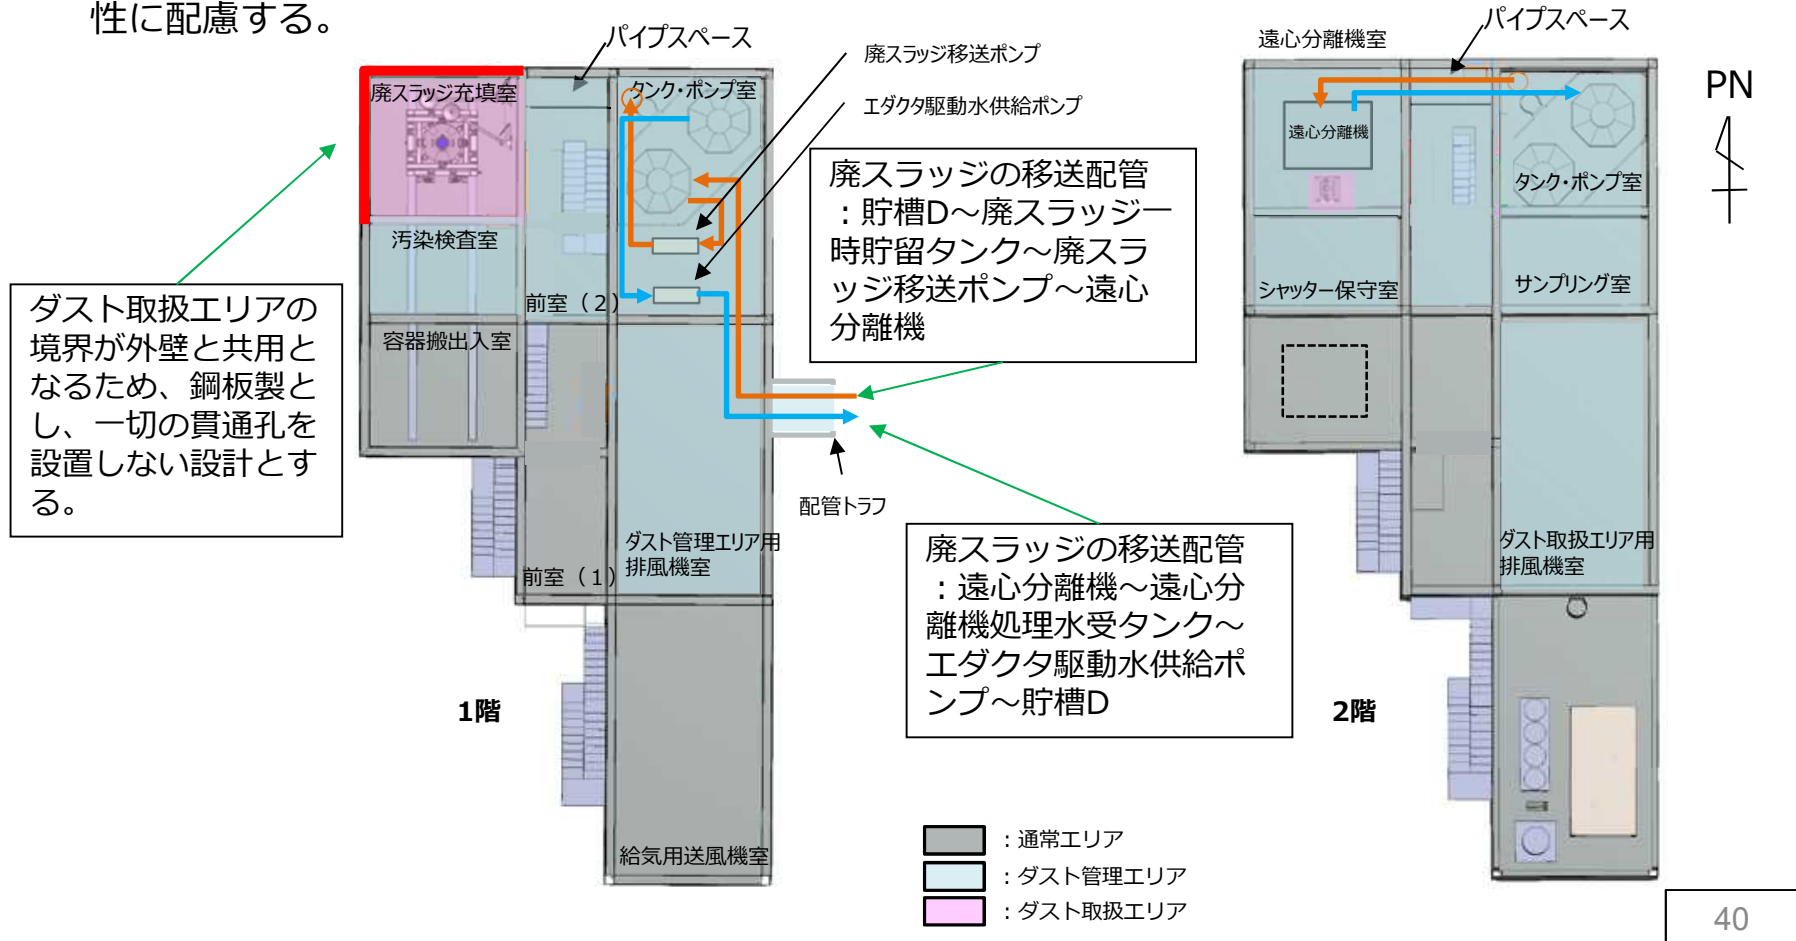 性に配慮する。
パイプスペース
廃スラッジ移送ポンプ
廃スラッジ充填室
タンク・ポンプ室
エダクタ駆動水供給ポンプ
汚染検査室
前室（2）
容器搬出入室
ダスト取扱エリアの
境界が外壁と共用と
なるため、鋼板製と
し、一切の貫通孔を
設置しない設計とす
る。
廃スラッジの移送配管
：貯槽D～廃スラッジ一
時貯留タンク～廃スラ
ッジ移送ポンプ～遠心
分離機
配管トラフ
ダスト管理エリア用
排風機室
前室（1）
廃スラッジの移送配管
：遠心分離機～遠心分
離機処理水受タンク～
エダクタ駆動水供給ポ
ンプ～貯槽D
1階
給気用送風機室
パイプスペース
遠心分離機室
PN
遠心分離機
タンク・ポンプ室
シャッター保守室
サンプリング室
ダスト取扱エリア用
排風機室
2階
：通常エリア
：ダスト管理エリア
：ダスト取扱エリア
40